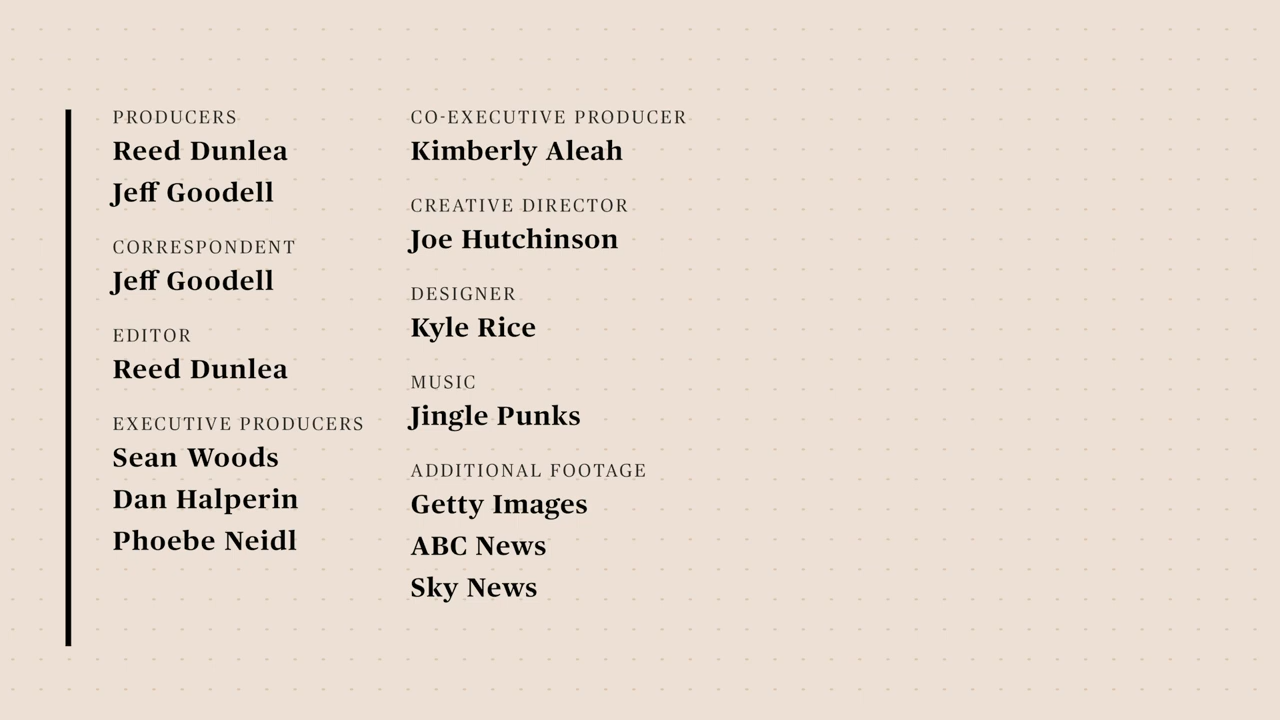 PRODUCERS
Reed Dunlea
Jeff Goodell
CORRESPONDENT
Jeff Goodell
EDITOR
Reed Dunlea
EXECUTIVE PRODUCERS
Sean Woods
Dan Halperin
Phoebe Neidl
CO-EXECUTIVE PRODUCER
Kimberly Aleah
CREATIVE DIRECTOR
Joe Hutchinson
DESIGNER
Kyle Rice
MUSIC
Jingle Punks
ADDITIONAL FOOTAGE
Getty Images
ABC News
Sky News